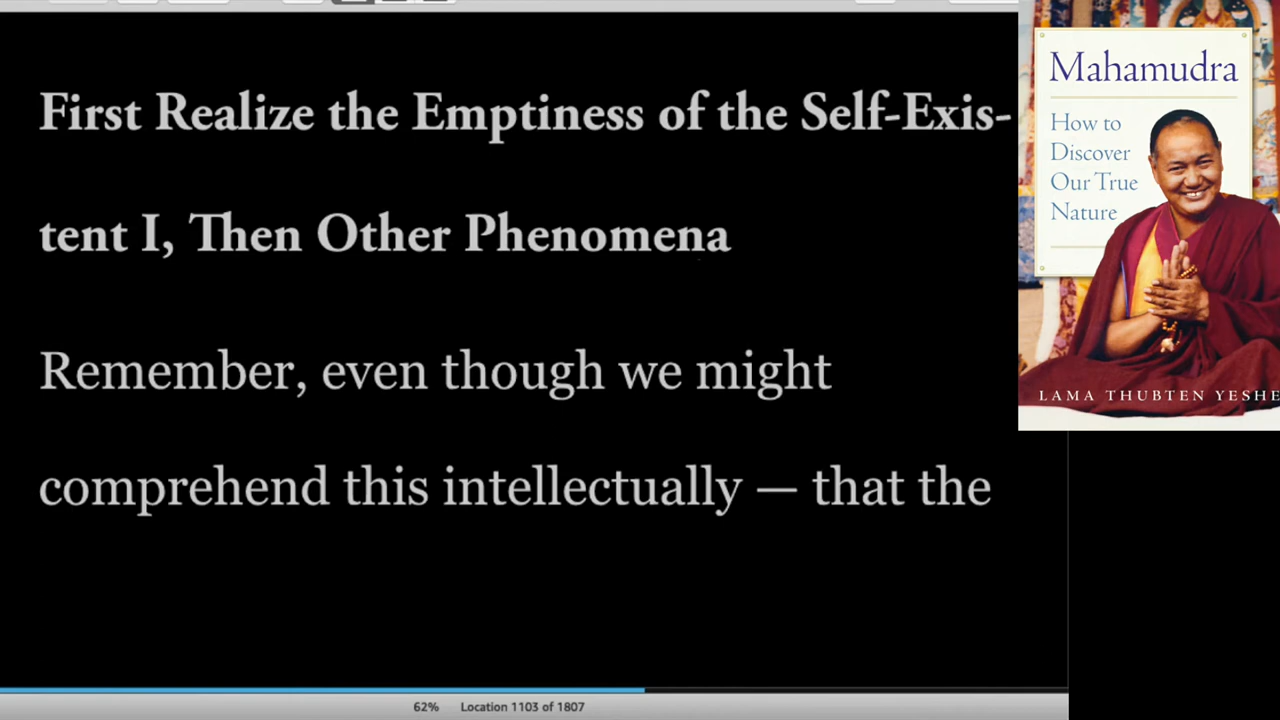 First Realize the Emptiness of the Self-Exis-
tent I, Then Other Phenomena
Remember, even though we might
comprehend this intellectually — that the
62% Location 1103 of 1807
Mahamudra
How to
Discover
Our True
Nature
LAMA THUBTEN YESHE